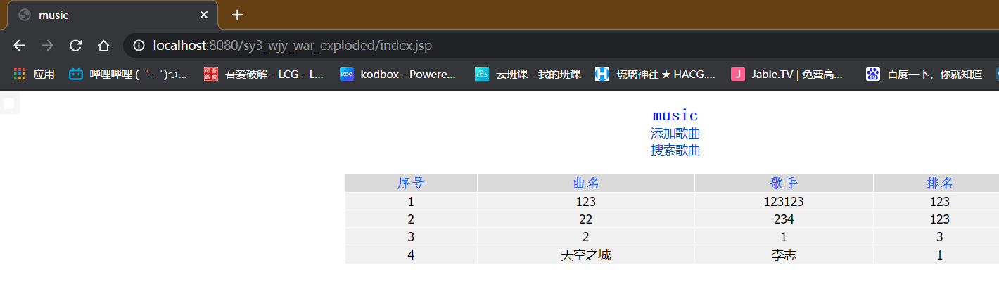 music
localhost:8080/sy3_wjy_war_exploded/index.jsp
应用 哔哩哔哩 ( ゜- ゜)つ... 吾爱破解 - LCG - L... kodbox - Powere... 云班课 - 我的班课 琉璃神社 ★ HACG.... Jable.TV | 免費高... 百度一下，你就知道
music
添加歌曲
搜索歌曲
序号 曲名 歌手 排名
1 123 123123 123
2 22 234 123
3 2 1 3
4 天空之城 李志 1